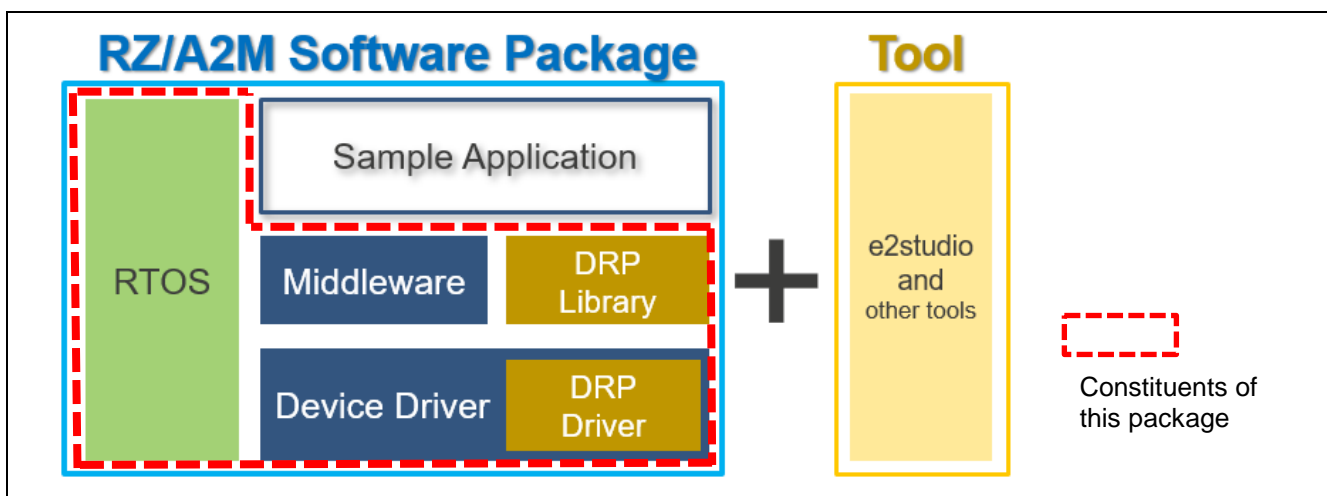 RZ/A2M Software Package
Tool
Sample Application
RTOS
Middleware
DRP
Library
Device Driver
DRP
Driver
+
e2studio
and
other tools
Constituents of
this package